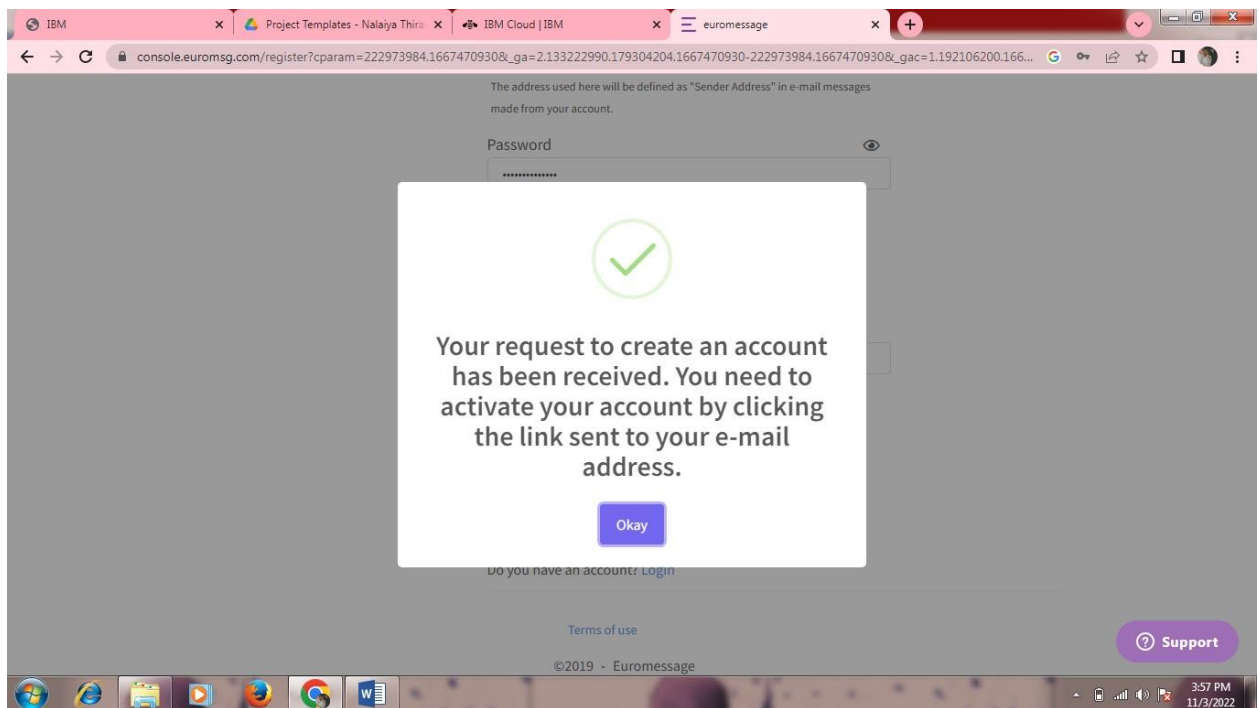 IBM
Project Templates - Nalaiya Thira
IBM Cloud | IBM
euromessage
console.euromsg.com/register?cparam=222973984.1667470930&_ga=2.133222990.179304204.1667470930-222973984.1667470930&_gac=1.192106200.166...
The address used here will be defined as "Sender Address" in e-mail messages
made from your account.
Password
Your request to create an account
has been received. You need to
activate your account by clicking
the link sent to your e-mail
address.
Okay
Do you have an account? Login
Terms of use
Support
©2019 - Euromessage
3:57 PM
11/3/2022